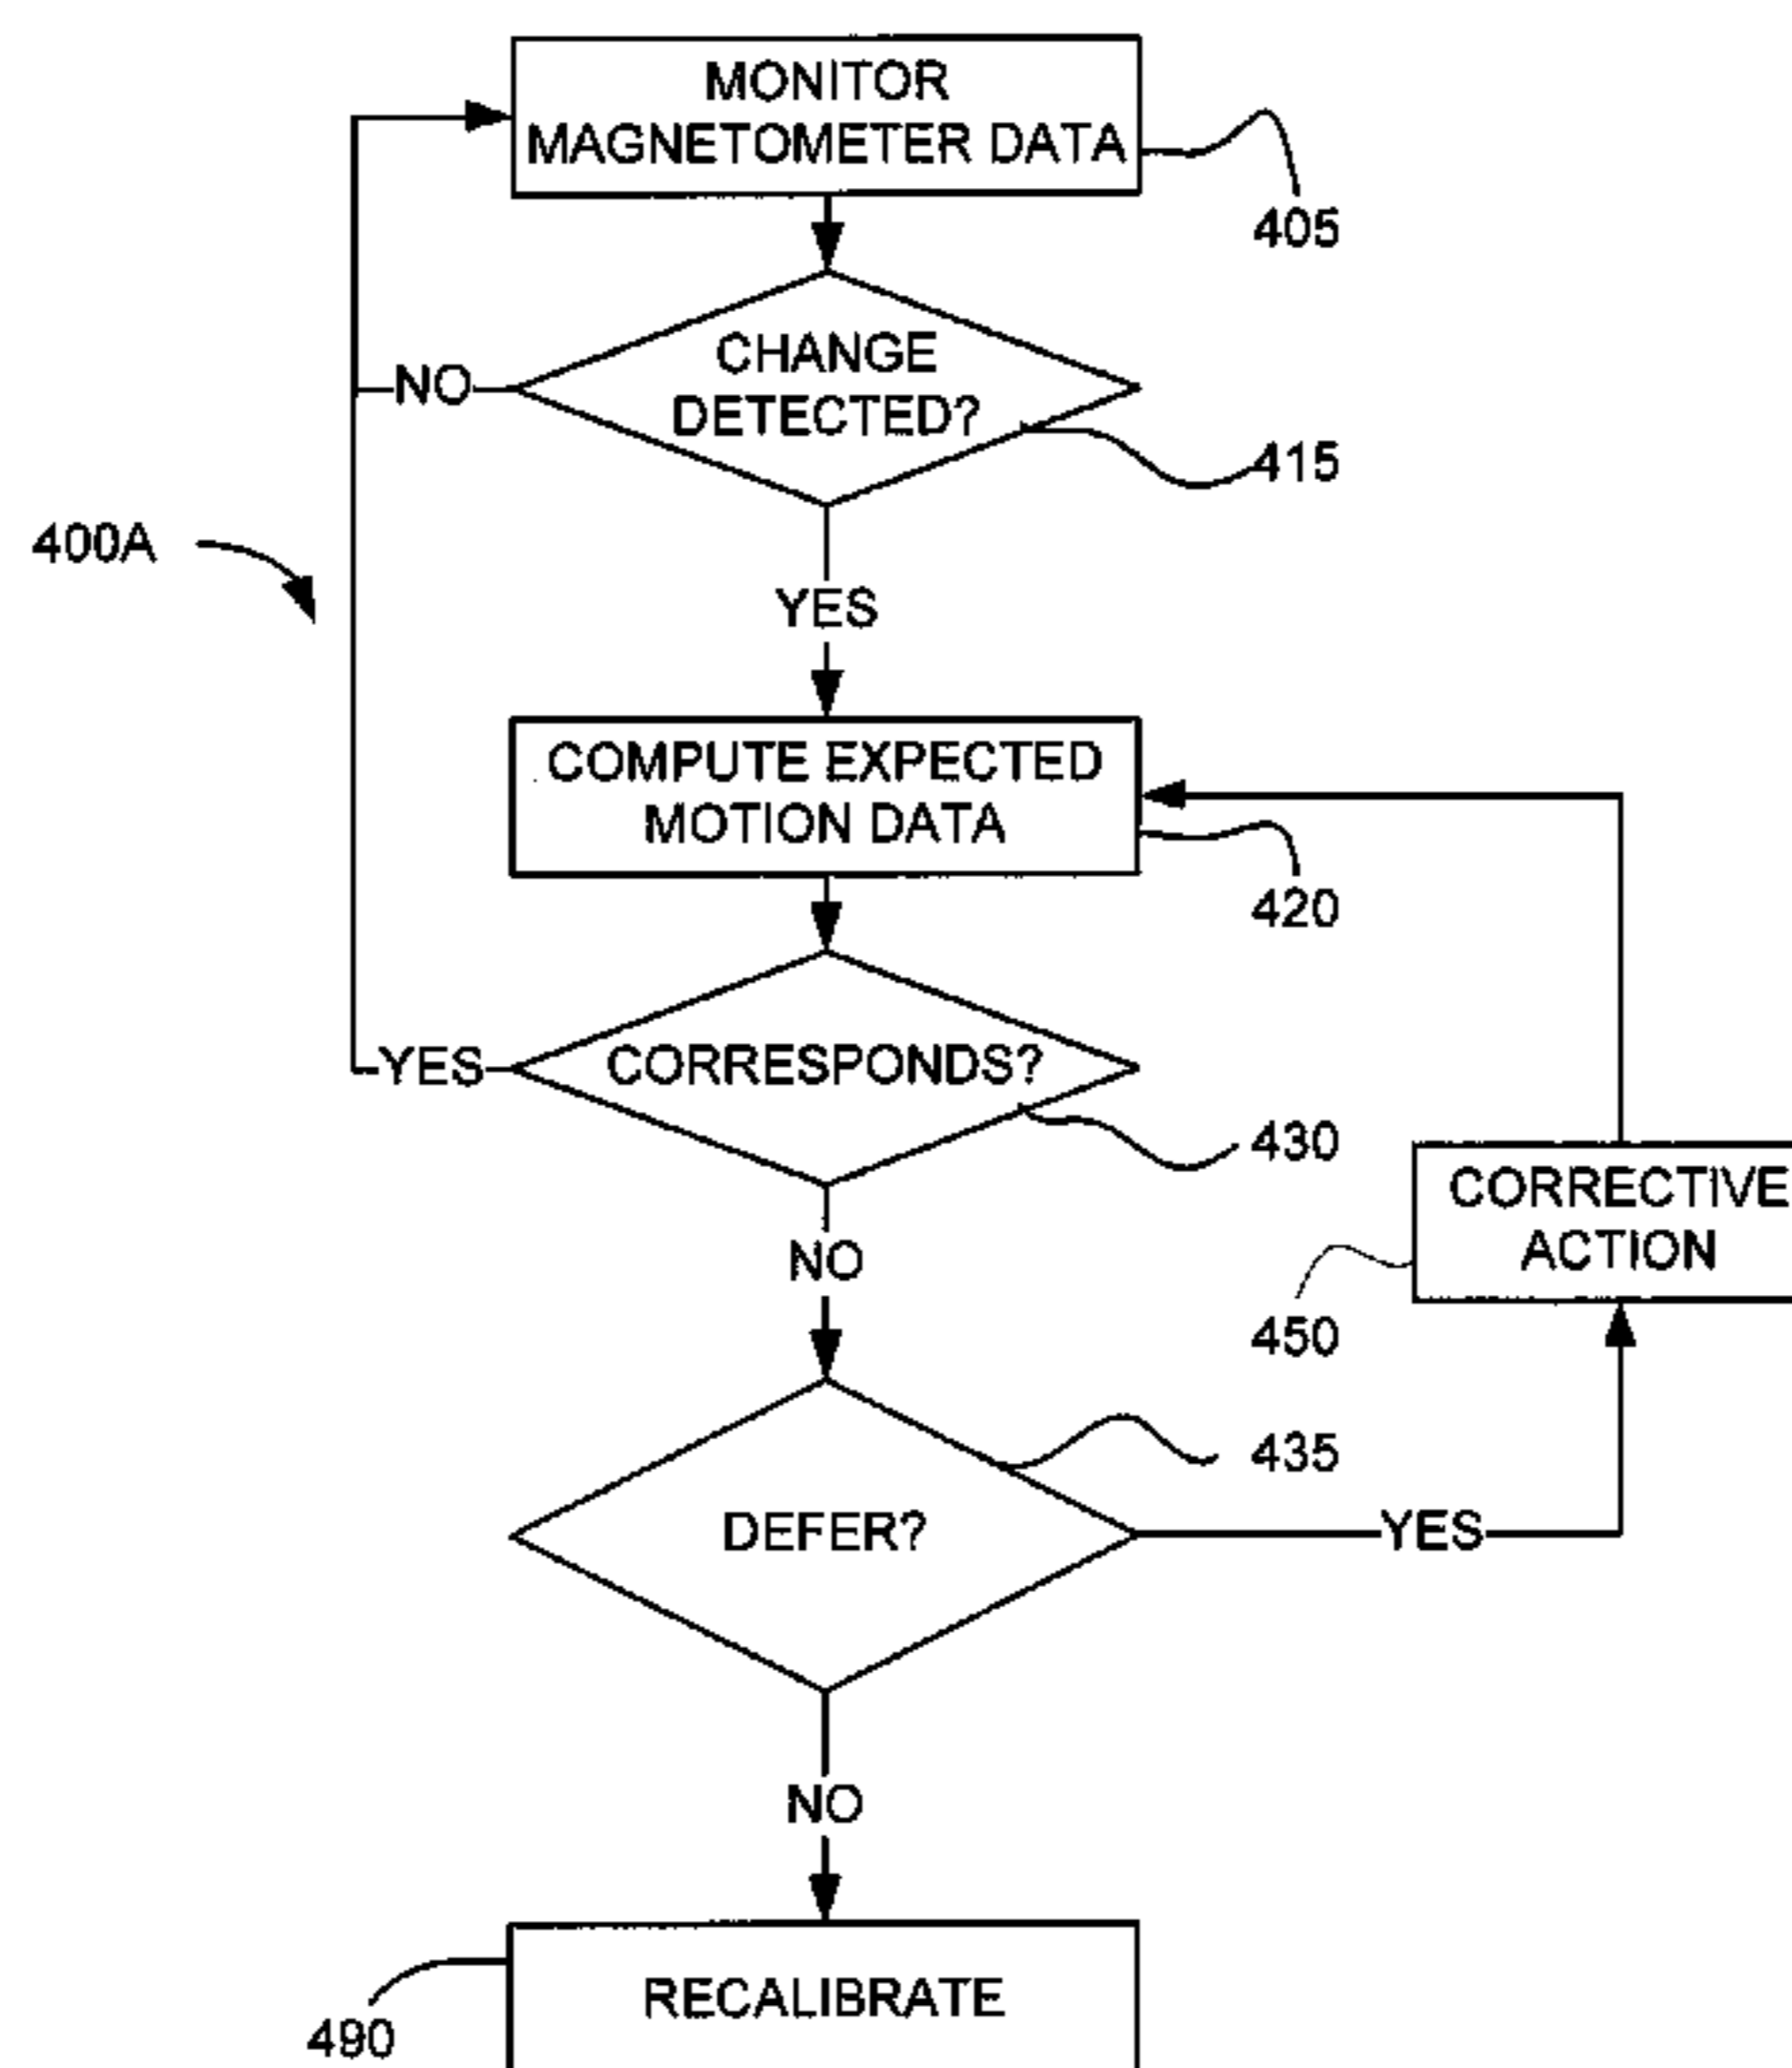 MONITOR
MAGNETOMETER DATA
405
CHANGE
DETECTED?
NO
415
400A
YES
COMPUTE EXPECTED
MOTION DATA
420
CORRESPONDS?
YES
430
CORRECTIVE
ACTION
NO
450
435
DEFER?
YES
NO
RECALIBRATE
490